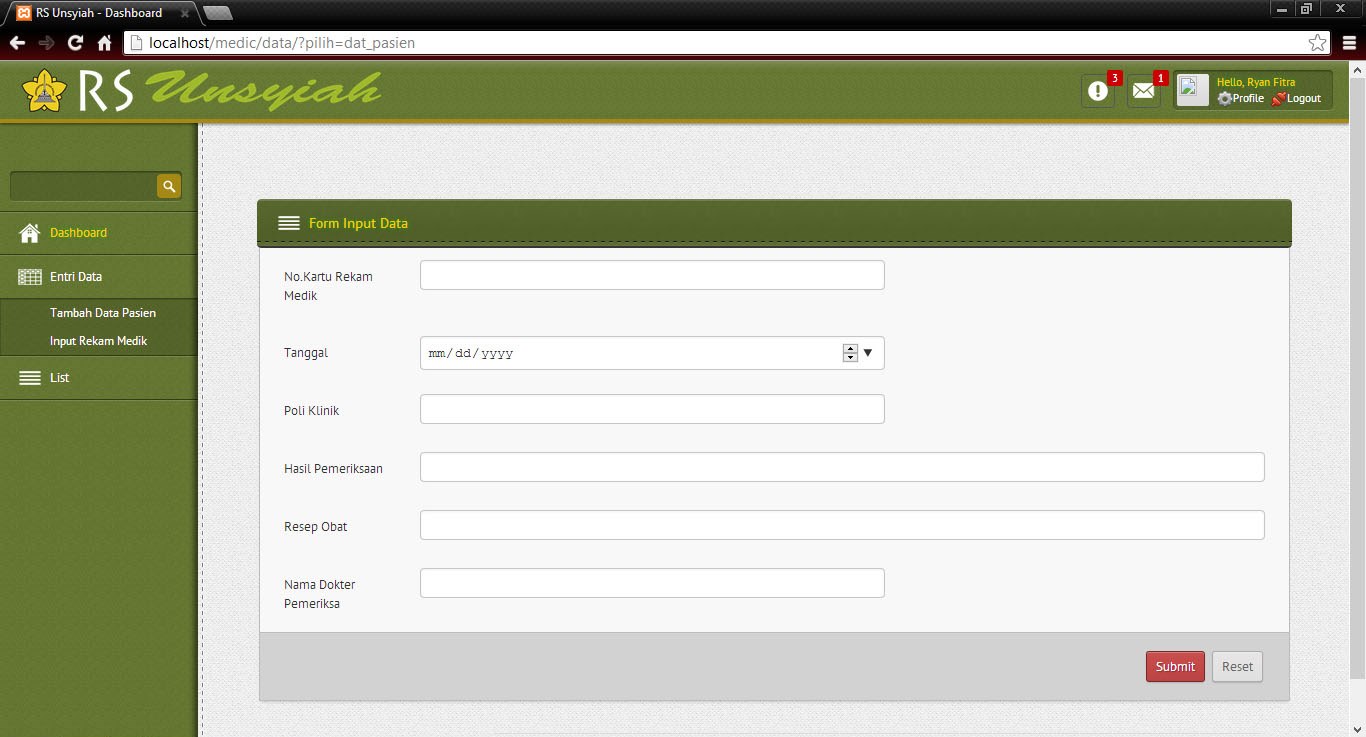 RS Unsyiah - Dashboard
localhost/medic/data/?pilih=dat_pasien
RS Unsyiah
3
1
Hello, Ryan Fitra
Profile
Logout
Dashboard
Entri Data
Tambah Data Pasien
Input Rekam Medik
List
Form Input Data
No.Kartu Rekam
Medik
Tanggal
mm/dd/yyyy
Poli Klinik
Hasil Pemeriksaan
Resep Obat
Nama Dokter
Pemeriksa
Submit
Reset